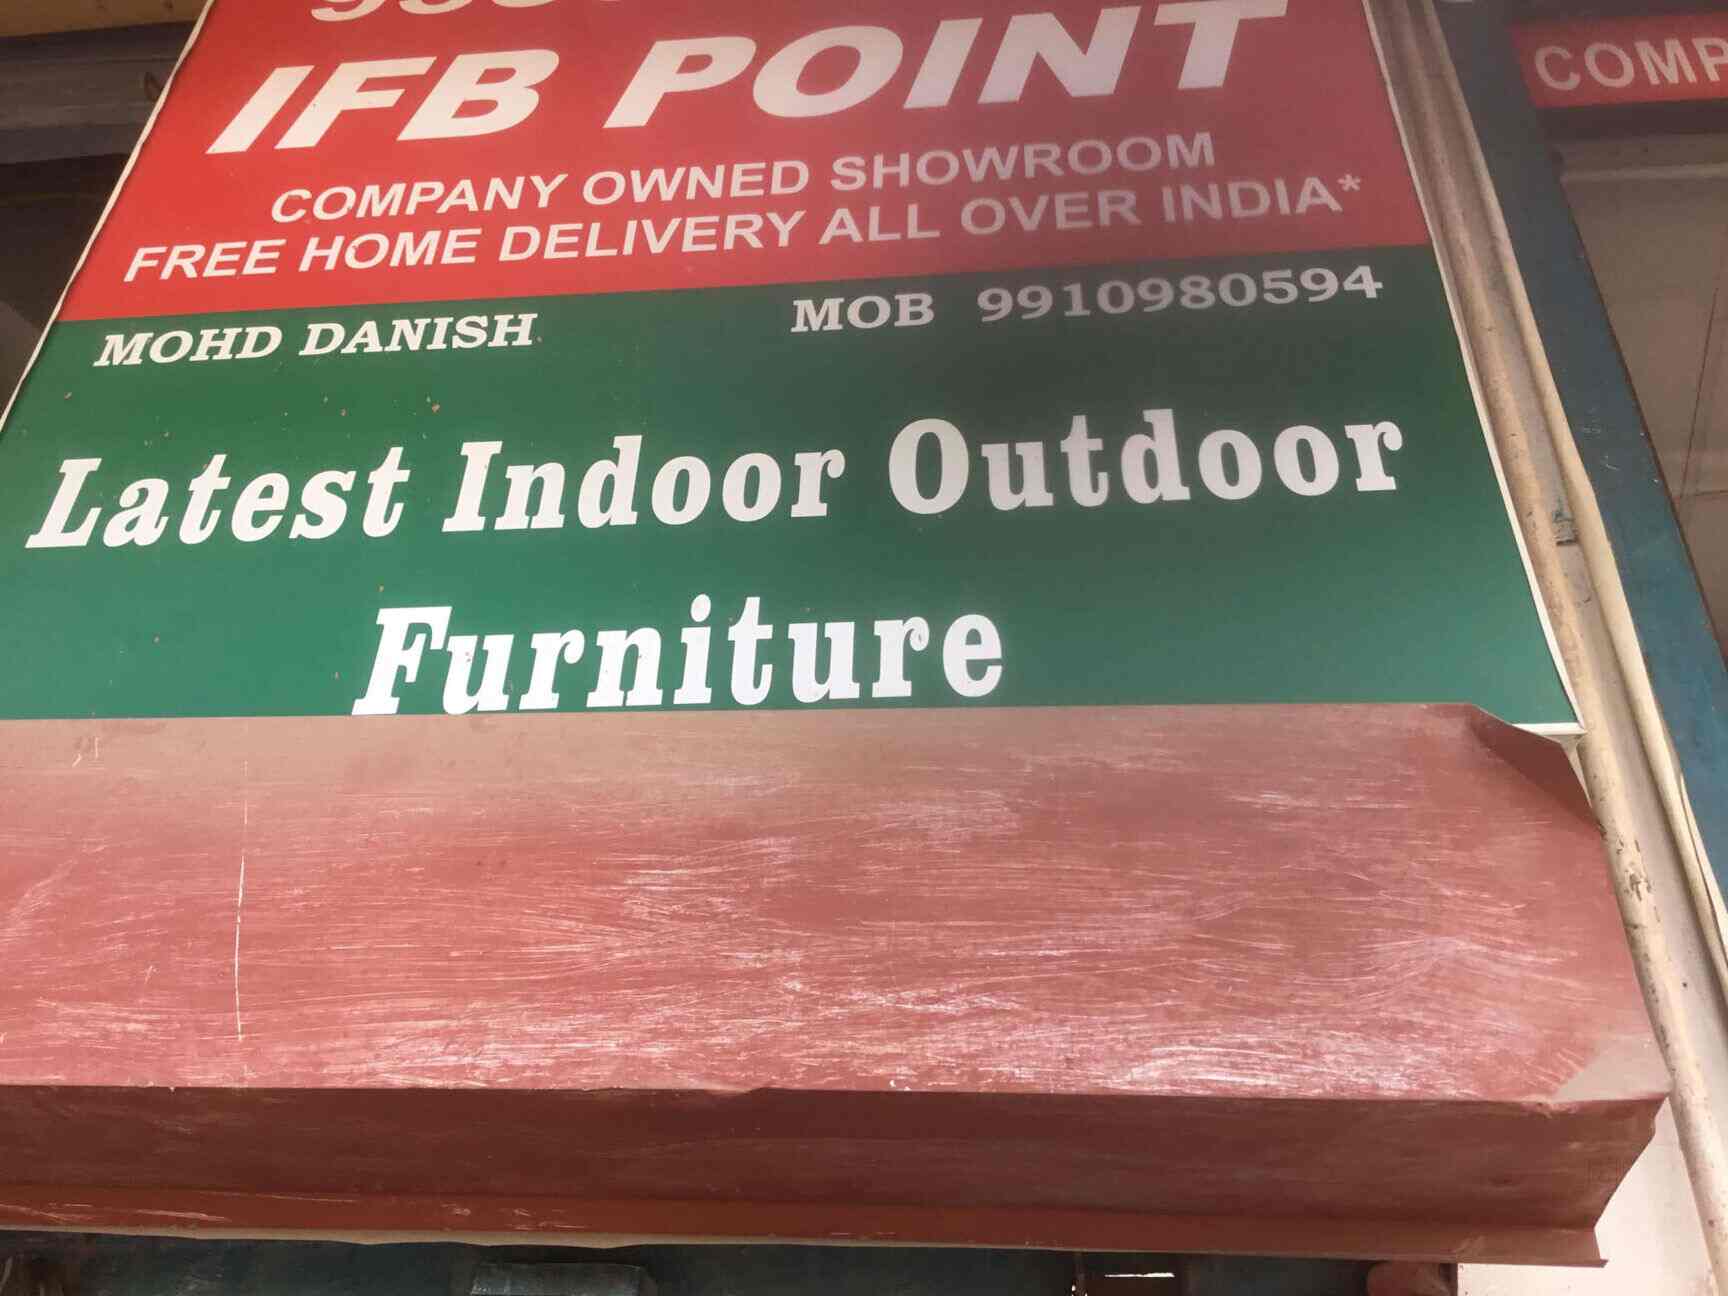 IFB POINT
COMPANY OWNED SHOWROOM
FREE HOME DELIVERY ALL OVER INDIA*
MOHD DANISH MOB 9910980594
Latest Indoor Outdoor
Furniture